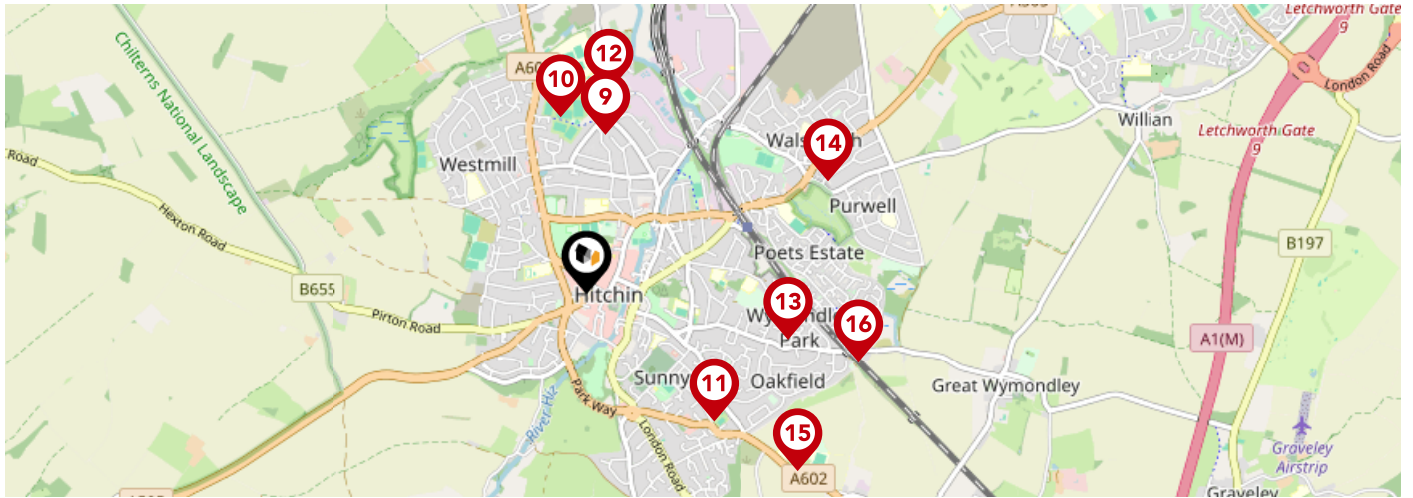 A505
Letchworth Gate
9
London Road
Chilterns National Landscape
12
10
9
Letchworth Gate
9
Willian
14
Westmill
Purwell
Road
Hexton Road
B197
Poets Estate
B655
Hitchin
13
16
Pirton Road
Park
A1(M)
Great Wymondley
Sunny
11
Oakfield
Park Way
River Hiz
London Road
15
A602
Graveley
Airstrip
Graveley